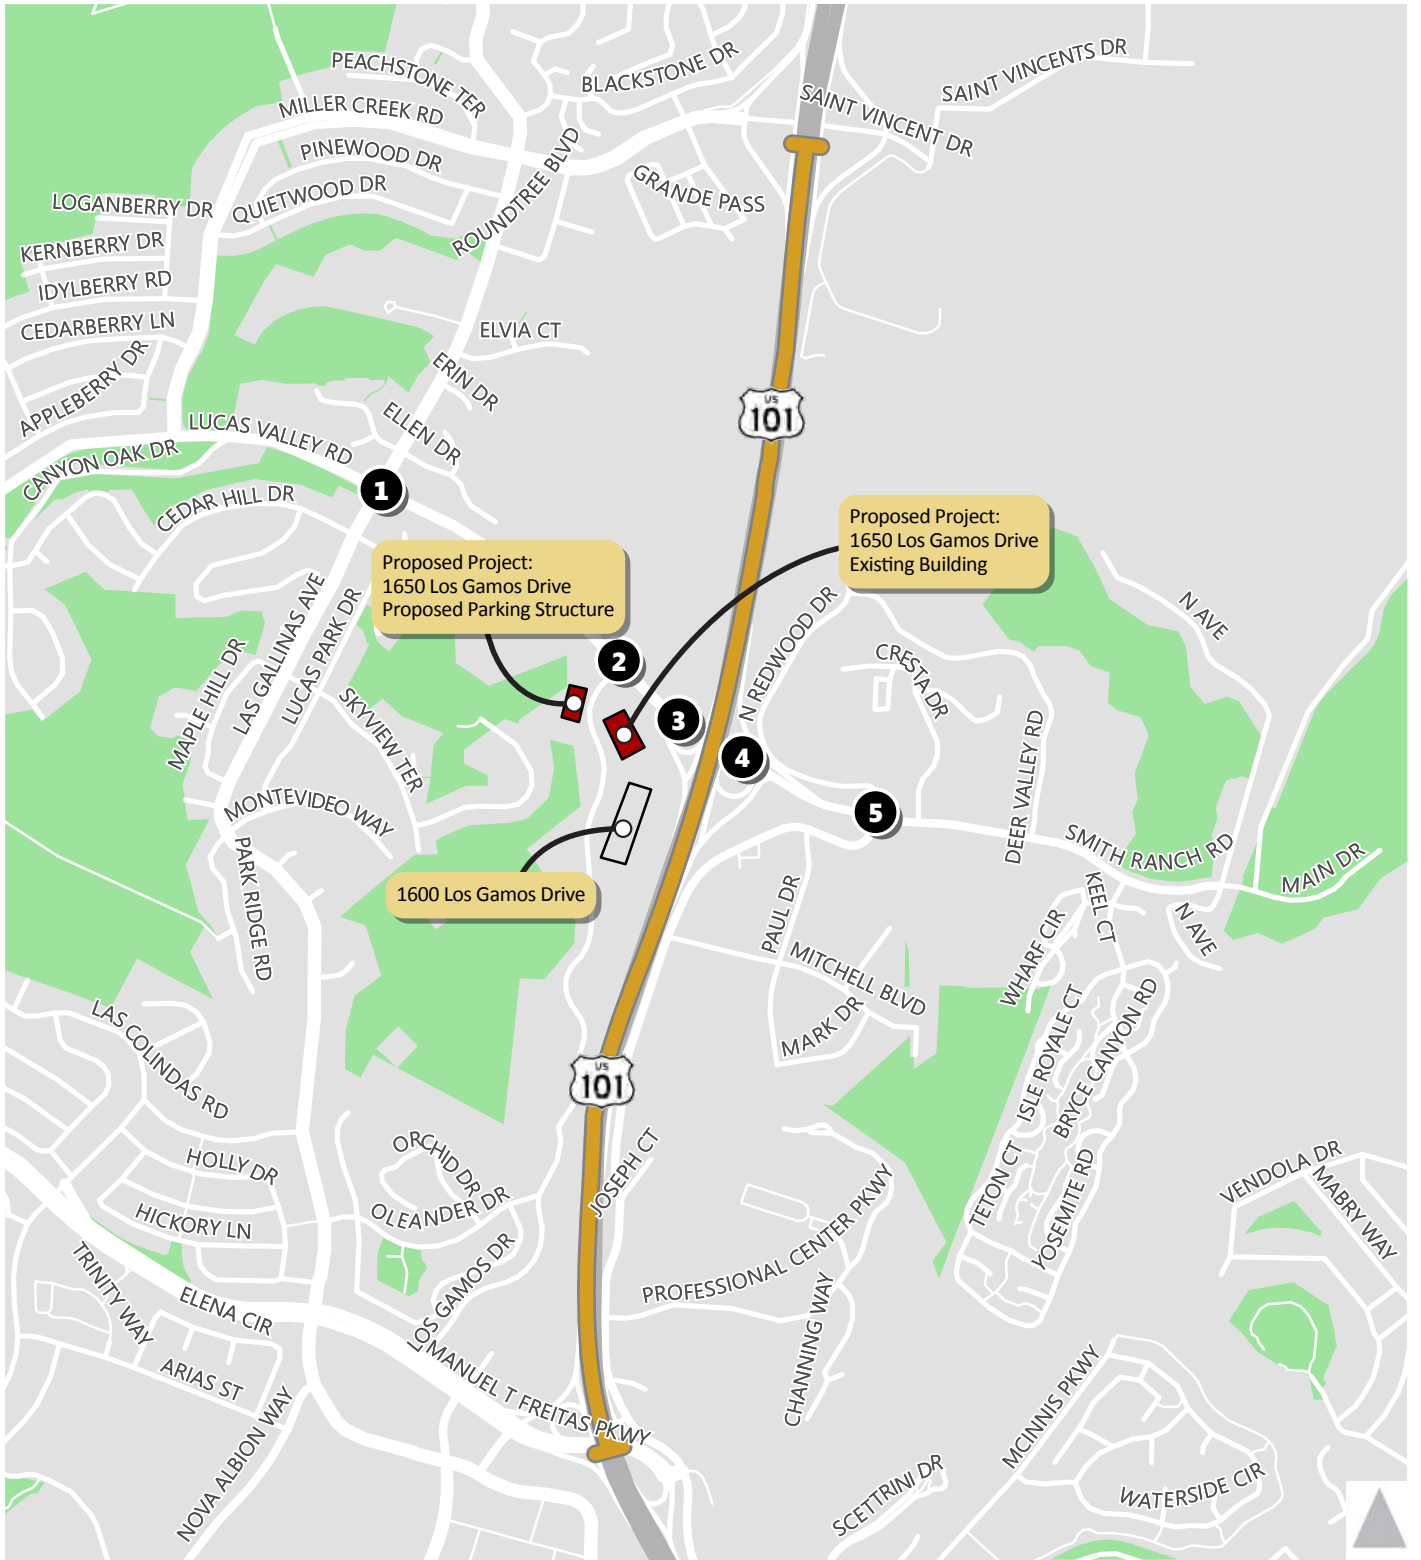 PEACHSTONE TER
BLACKSTONE DR
SAINT VINCENTS DR
MILLER CREEK RD
SAINT VINCENT DR
PINEWOOD DR
ROUNDTREE BLVD
QUIETWOOD DR
GRANDE PASS
LOGANBERRY DR
KERNBERRY DR
IDYLBERRY RD
CEDARBERRY LN
ELVIA CT
APPLEBERRY DR
ERIN DR
US
101
ELLEN DR
LUCAS VALLEY RD
CANYON OAK DR
CEDAR HILL DR
1
Proposed Project:
1650 Los Gamos Drive
Existing Building
Proposed Project:
1650 Los Gamos Drive
Proposed Parking Structure
N AVE
N REDWOOD DR
LAS GALLINAS AVE
LUCAS PARK DR
MAPLE HILL DR
2
CRESTA DR
SKYVIEW TER
3
4
DEER VALLEY RD
MONTEVIDEO WAY
5
SMITH RANCH RD
MAIN DR
PARK RIDGE RD
1600 Los Gamos Drive
PAUL DR
KEEL CT
N AVE
WHARF CIR
MITCHELL BLVD
MARK DR
LAS COLINDAS RD
ISLE ROYALE CT
BRYCE CANYON RD
US
101
ORCHID DR
JOSEPH CT
HOLLY DR
TETON CT
YOSEMITE RD
VENDOLA DR
MABRY WAY
OLEANDER DR
HICKORY LN
PROFESSIONAL CENTER PKWY
LOS GAMOS DR
TRINITY WAY
ELENA CIR
CHANNING WAY
MANUEL T FREITAS PKWY
ARIAS ST
NOVA ALBION WAY
MCINNIS PKWY
SCETTRINI DR
WATERSIDE CIR